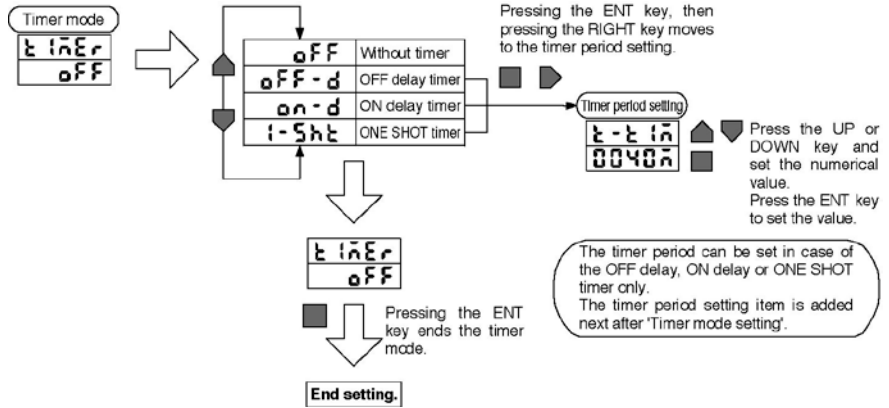 Timer mode
tiMEr
oFF
oFF Without timer
oFF-d OFF delay timer
on-d ON delay timer
1-Sht ONE SHOT timer
Pressing the ENT key, then
pressing the RIGHT key moves
to the timer period setting.
Timer period setting
t-tiM
0040M
Press the UP or
DOWN key and
set the numerical
value.
Press the ENT key
to set the value.
tiMEr
oFF
Pressing the ENT
key ends the timer
mode.
End setting.
The timer period can be set in case of
the OFF delay, ON delay or ONE SHOT
timer only.
The timer period setting item is added
next after 'Timer mode setting'.